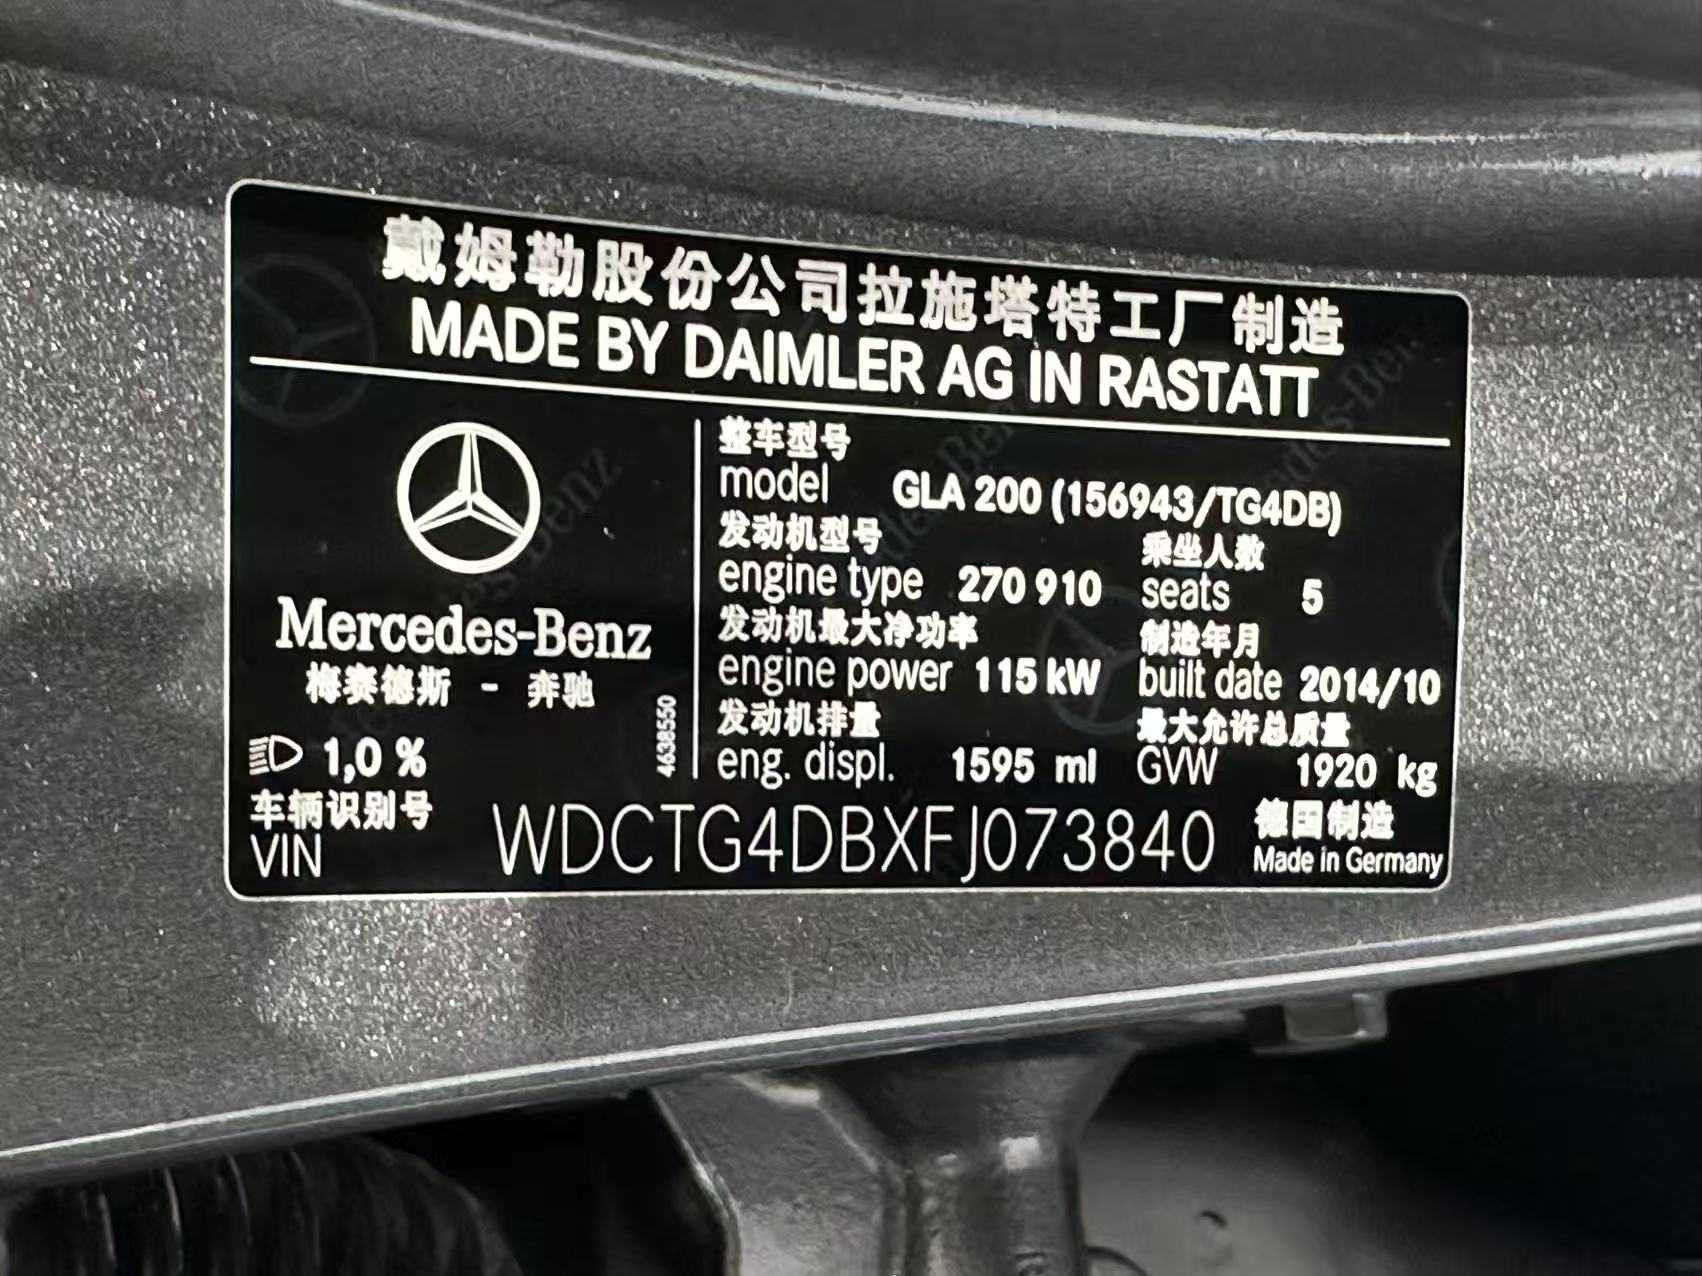 戴姆勒股份公司拉施塔特工厂制造
MADE BY DAIMLER AG IN RASTATT
Mercedes-Benz
梅赛德斯 - 奔驰
1,0 %
4638550
整车型号
model GLA 200 (156943/TG4DB)
发动机型号 乘坐人数
engine type 270 910 seats 5
发动机最大净功率 制造年月
engine power 115 kW built date 2014/10
发动机排量 最大允许总质量
eng. displ. 1595 ml GVW 1920 kg
车辆识别号 德国制造
VIN WDCTG4DBXFJ073840 Made in Germany